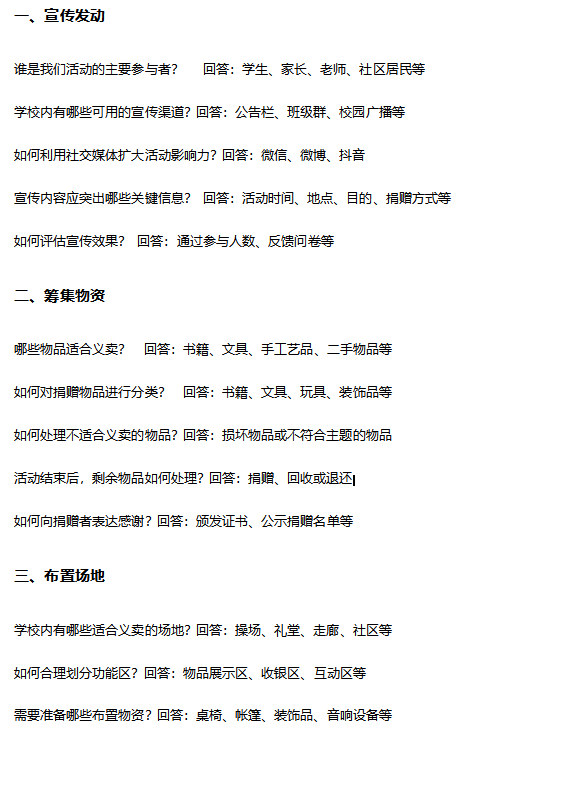 一、宣传发动
谁是我们活动的主要参与者？ 回答：学生、家长、老师、社区居民等
学校内有哪些可用的宣传渠道？回答：公告栏、班级群、校园广播等
如何利用社交媒体扩大活动影响力？回答：微信、微博、抖音
宣传内容应突出哪些关键信息？ 回答：活动时间、地点、目的、捐赠方式等
如何评估宣传效果？ 回答：通过参与人数、反馈问卷等
二、筹集物资
哪些物品适合义卖？ 回答：书籍、文具、手工艺品、二手物品等
如何对捐赠物品进行分类？ 回答：书籍、文具、玩具、装饰品等
如何处理不适合义卖的物品？回答：损坏物品或不符合主题的物品
活动结束后，剩余物品如何处理？回答：捐赠、回收或退还
如何向捐赠者表达感谢？回答：颁发证书、公示捐赠名单等
三、布置场地
学校内有哪些适合义卖的场地？回答：操场、礼堂、走廊、社区等
如何合理划分功能区？回答：物品展示区、收银区、互动区等
需要准备哪些布置物资？回答：桌椅、帐篷、装饰品、音响设备等